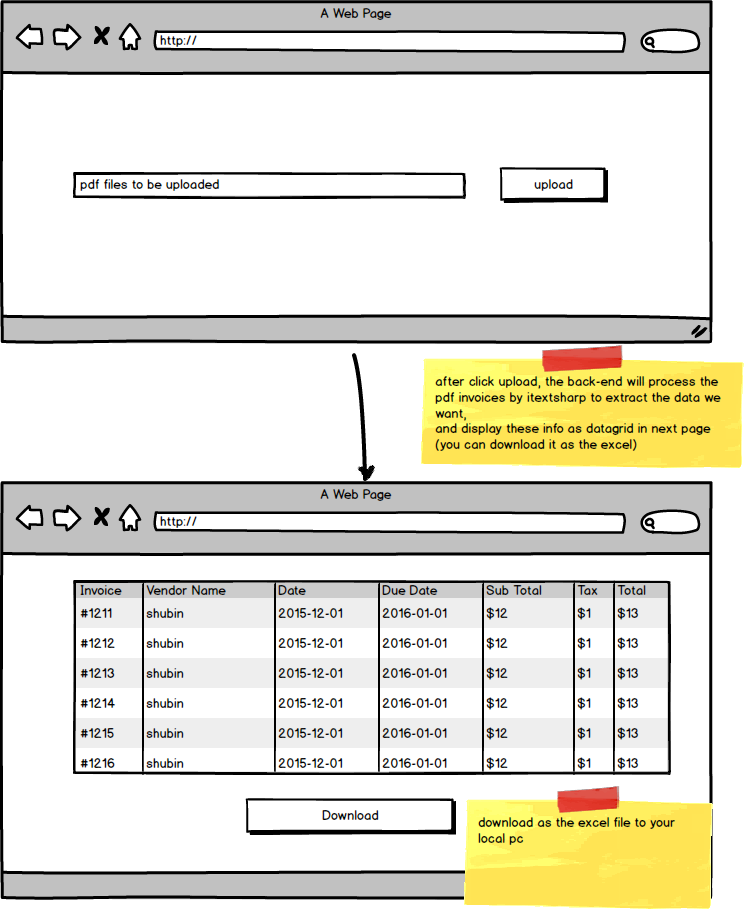 A Web Page
http://
pdf files to be uploaded
upload
after click upload, the back-end will process the
pdf invoices by itextsharp to extract the data we
want,
and display these info as datagrid in next page
(you can download it as the excel)
A Web Page
http://
Invoice Vendor Name Date Due Date Sub Total Tax Total
#1211 shubin 2015-12-01 2016-01-01 $12 $1 $13
#1212 shubin 2015-12-01 2016-01-01 $12 $1 $13
#1213 shubin 2015-12-01 2016-01-01 $12 $1 $13
#1214 shubin 2015-12-01 2016-01-01 $12 $1 $13
#1215 shubin 2015-12-01 2016-01-01 $12 $1 $13
#1216 shubin 2015-12-01 2016-01-01 $12 $1 $13
Download
download as the excel file to your
local pc